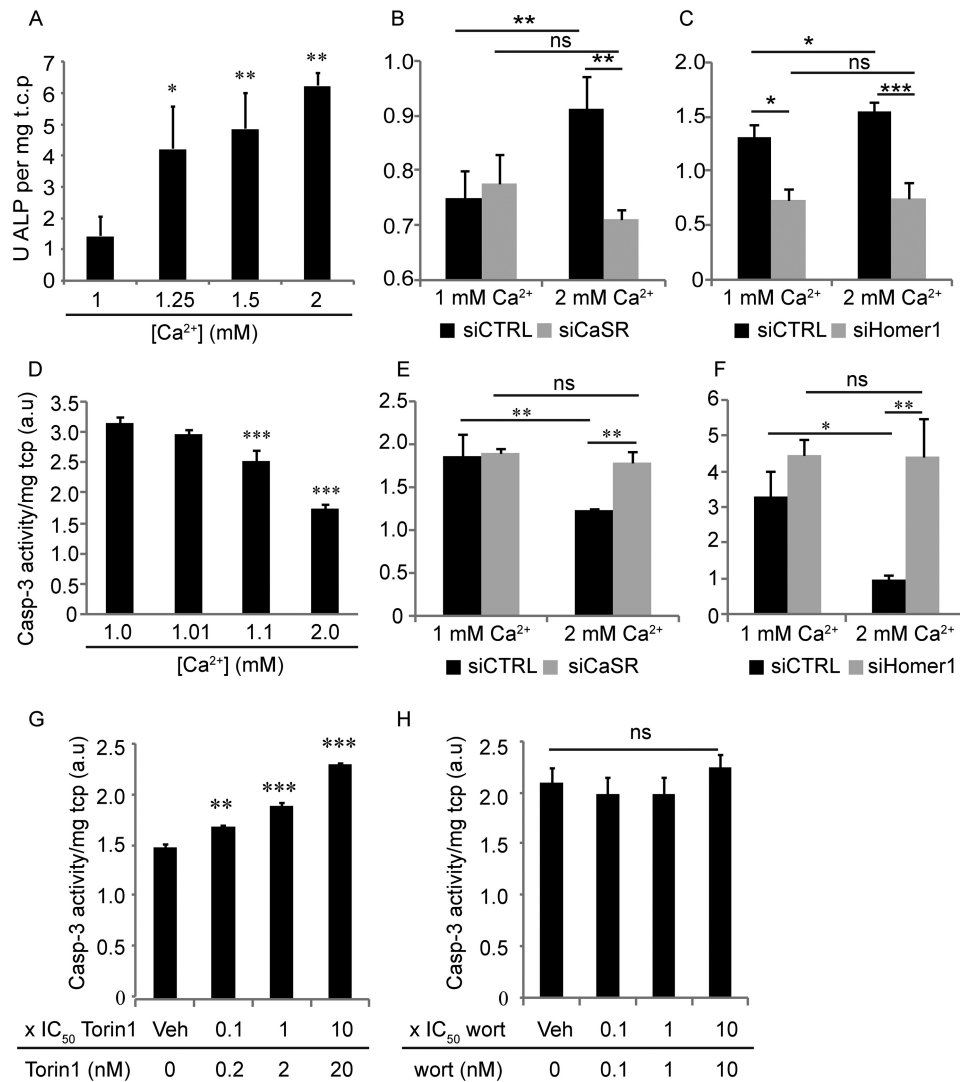 A
U ALP per mg t.c.p
7
6
5
4
3
2
1
0
* ** **
1 1.25 1.5 2
[Ca²⁺] (mM)
B
**
ns
**
1.0
0.9
0.8
0.7
0.6
1 mM Ca²⁺ 2 mM Ca²⁺
siCTRL siCaSR
C
*
ns
* ***
2.0
1.5
1.0
0.5
0
1 mM Ca²⁺ 2 mM Ca²⁺
siCTRL siHomer1
D
Casp-3 activity/mg tcp (a.u)
3.5
3.0
2.5
2.0
1.5
1.0
0.5
0
*** ***
1.0 1.01 1.1 2.0
[Ca²⁺] (mM)
E
ns
**
**
2.5
2.0
1.5
1.0
0.5
0
1 mM Ca²⁺ 2 mM Ca²⁺
siCTRL siCaSR
F
ns
**
*
6
5
4
3
2
1
0
1 mM Ca²⁺ 2 mM Ca²⁺
siCTRL siHomer1
G
Casp-3 activity/mg tcp (a.u)
2.5
2.0
1.5
1.0
0.5
0
** *** ***
x IC₅₀ Torin1 Veh 0.1 1 10
Torin1 (nM) 0 0.2 2 20
H
Casp-3 activity/mg tcp (a.u)
ns
2.5
2.0
1.5
1.0
0.5
0
x IC₅₀ wort Veh 0.1 1 10
wort (nM) 0 0.1 1 10